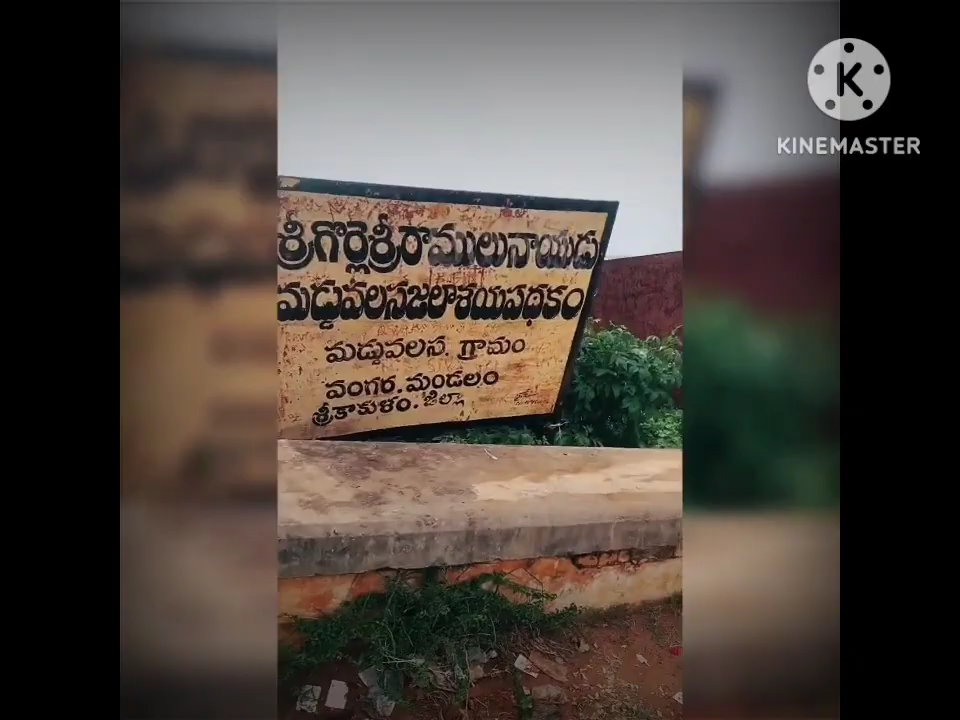 శ్రీగొర్లెశ్రీరాములునాయుడు
మడ్డువలసజలాశయపథకం
మడ్డువలస. గ్రామం
వంగర. మండలం
శ్రీకాకుళం. జిల్లా
KINEMASTER